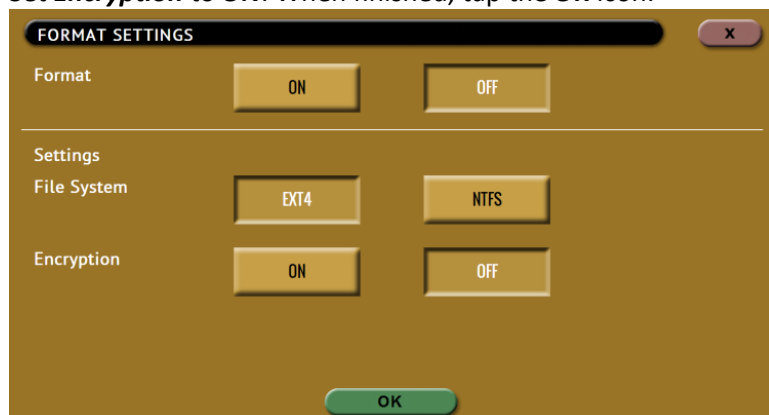 Set Encryption to ON. When finished, tap the OK icon.
FORMAT SETTINGS X
Format ON OFF
Settings
File System EXT4 NTFS
Encryption ON OFF
OK